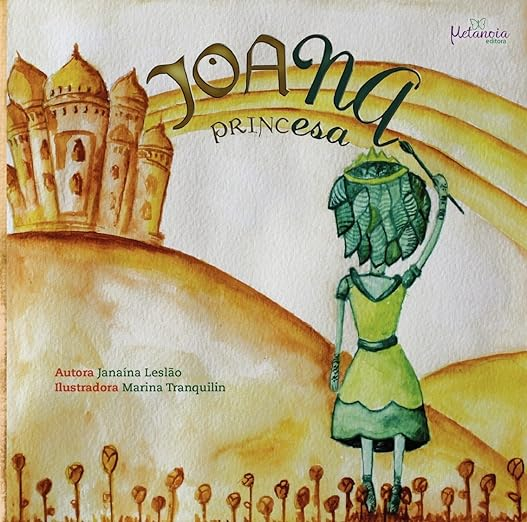 Metanoia
editora
JOANA
PRINCesa
Autora Janaína Leslão
Ilustradora Marina Tranquilin